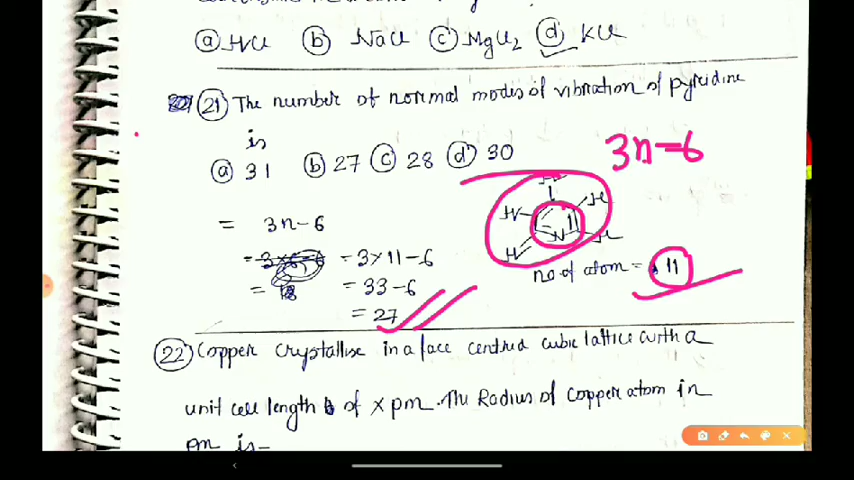 (a) HCl (b) NaCl (c) MgCl2 (d) KCl
(21) The number of normal modes of vibration of pyridine
is
(a) 31 (b) 27 (c) 28 (d) 30
3n-6
= 3n-6
= 3×11-6
= 33-6
= 27
H H H H N
no of atom = 11
(22) Copper crystallise in a face centred cubic lattice with a
unit cell length of x pm. The Radius of copper atom in
pm is-